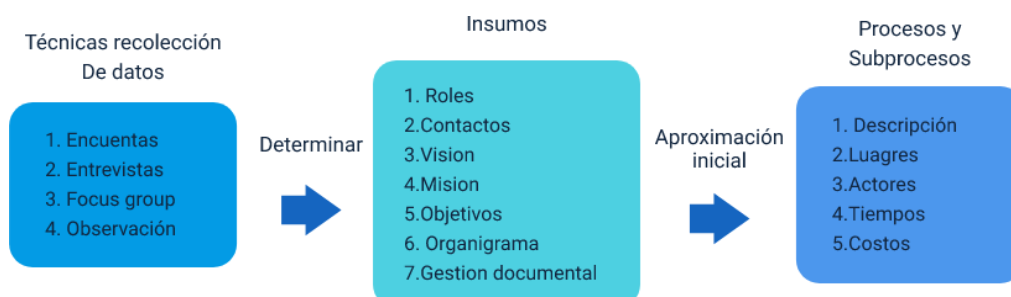 Técnicas recolección
De datos
1. Encuentas
2. Entrevistas
3. Focus group
4. Observación
Determinar
Insumos
1. Roles
2.Contactos
3.Vision
4.Mision
5.Objetivos
6. Organigrama
7.Gestion documental
Aproximación
inicial
Procesos y
Subprocesos
1. Descripción
2.Luagres
3.Actores
4.Tiempos
5.Costos